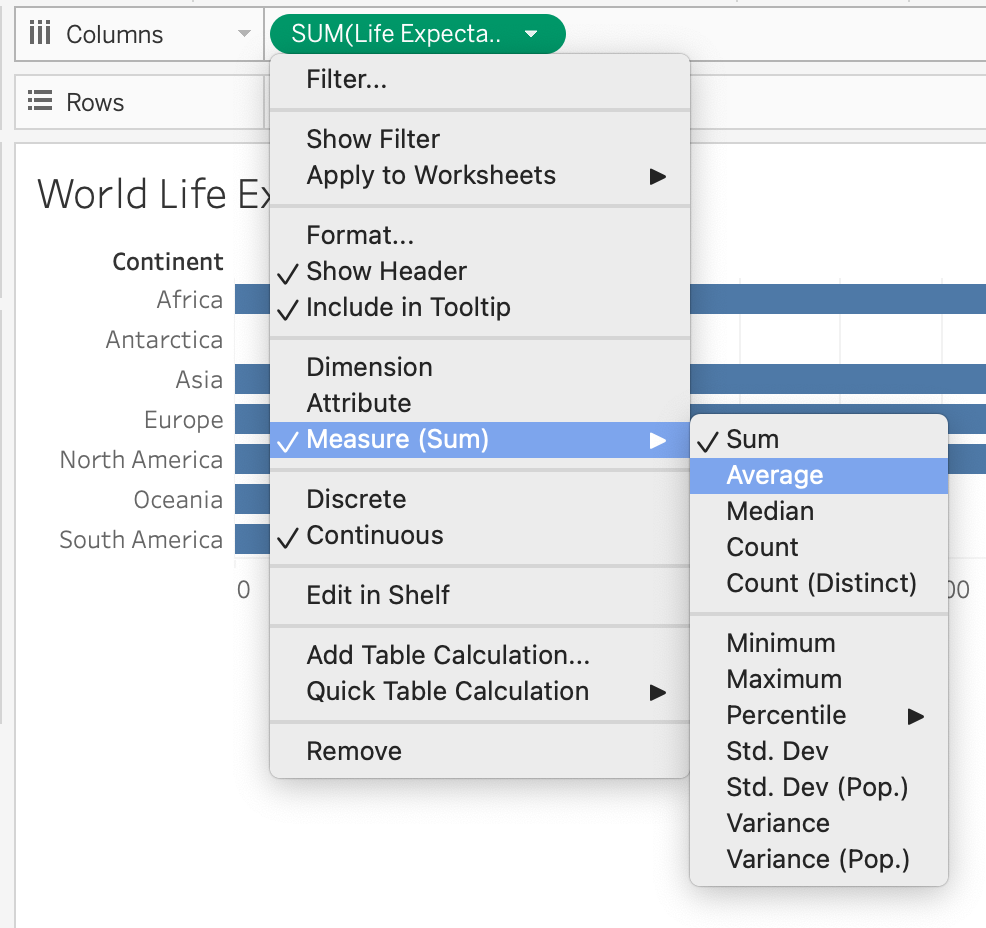 Columns
SUM(Life Expecta..
Rows
World Life Ex
Filter...
Show Filter
Apply to Worksheets
Format...
Show Header
Include in Tooltip
Dimension
Attribute
Measure (Sum)
Discrete
Continuous
Edit in Shelf
Add Table Calculation...
Quick Table Calculation
Remove
Sum
Average
Median
Count
Count (Distinct)
Minimum
Maximum
Percentile
Std. Dev
Std. Dev (Pop.)
Variance
Variance (Pop.)
Continent
Africa
Antarctica
Asia
Europe
North America
Oceania
South America
0